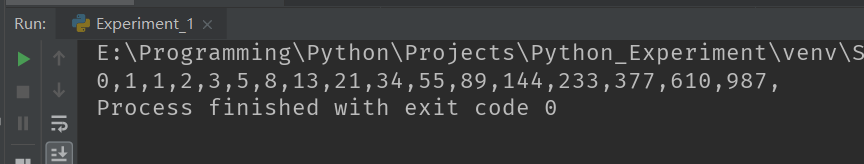 Run: Experiment_1 ×
E:\Programming\Python\Projects\Python_Experiment\venv\S
0,1,1,2,3,5,8,13,21,34,55,89,144,233,377,610,987,
Process finished with exit code 0